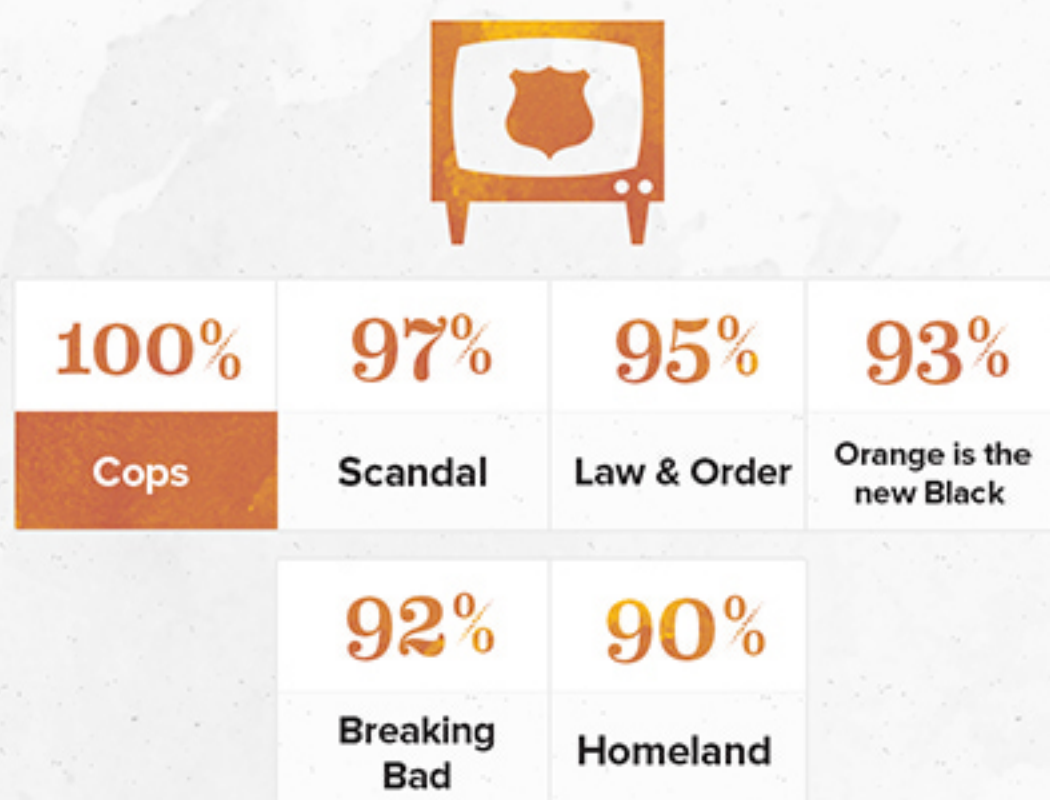 100% 97% 95% 93%
Cops Scandal Law & Order Orange is the
new Black
92% 90%
Breaking
Bad Homeland